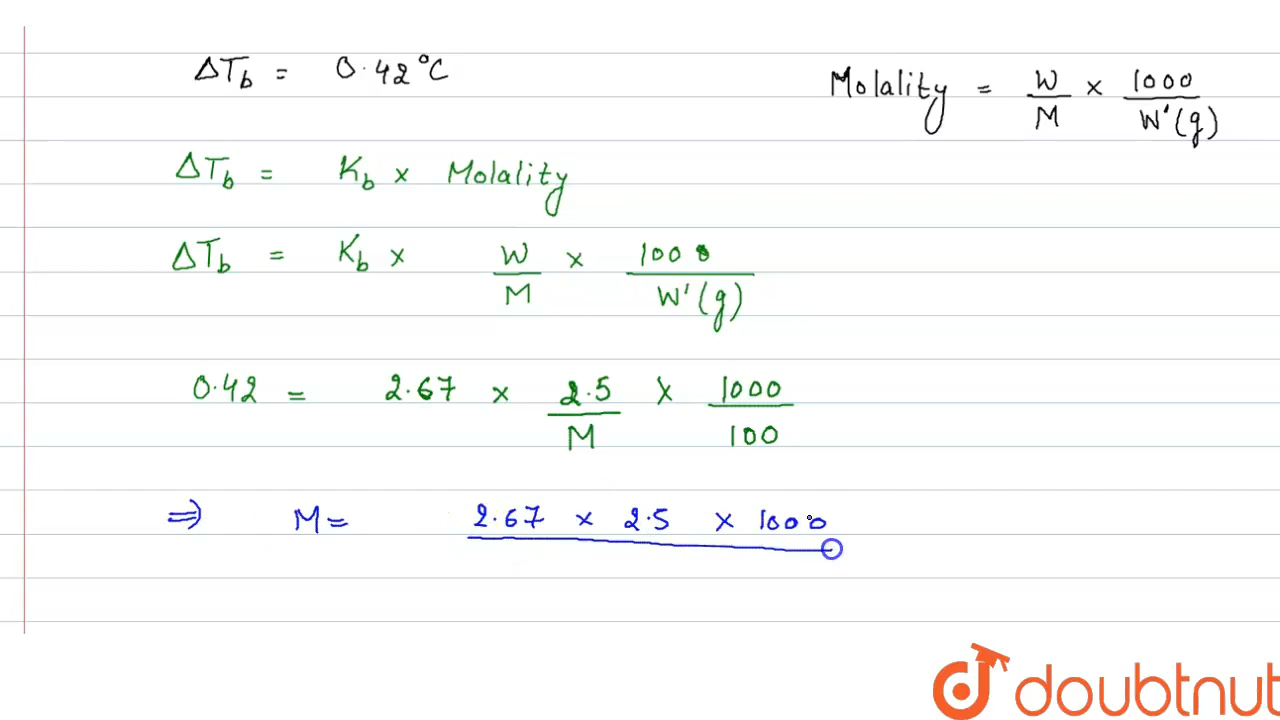 ΔTb = 0.42°C
Molality = W/M × 1000/W'(g)
ΔTb = Kb × Molality
ΔTb = Kb × W/M × 1000/W'(g)
0.42 = 2.67 × 2.5/M × 1000/100
⇒ M = 2.67 × 2.5 × 1000
doubtnut